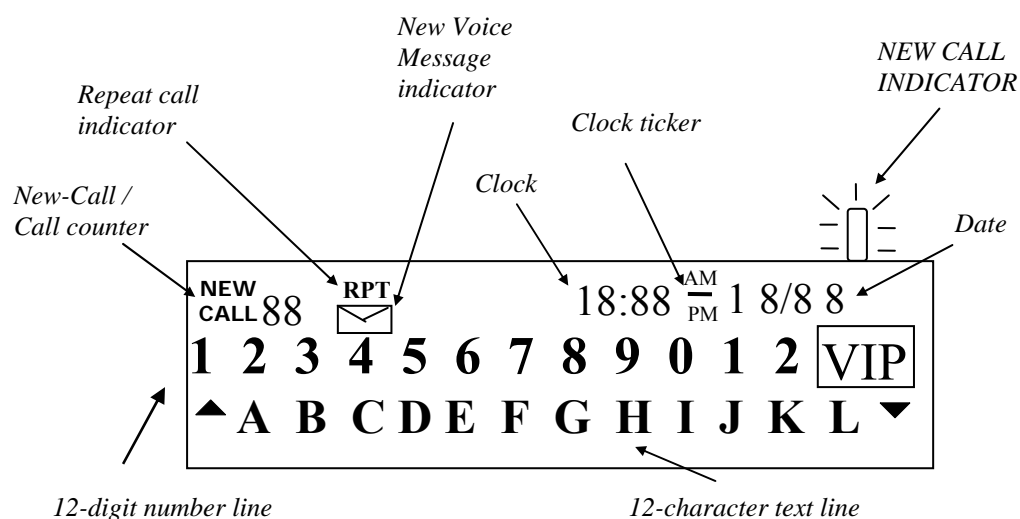 New Voice
Message
indicator
NEW CALL
INDICATOR
Repeat call
indicator
Clock ticker
New-Call /
Call counter
Clock
Date
NEW
CALL 88
RPT
18:88
AM
PM
1 8/8 8
1 2 3 4 5 6 7 8 9 0 1 2 VIP
A B C D E F G H I J K L
12-digit number line
12-character text line